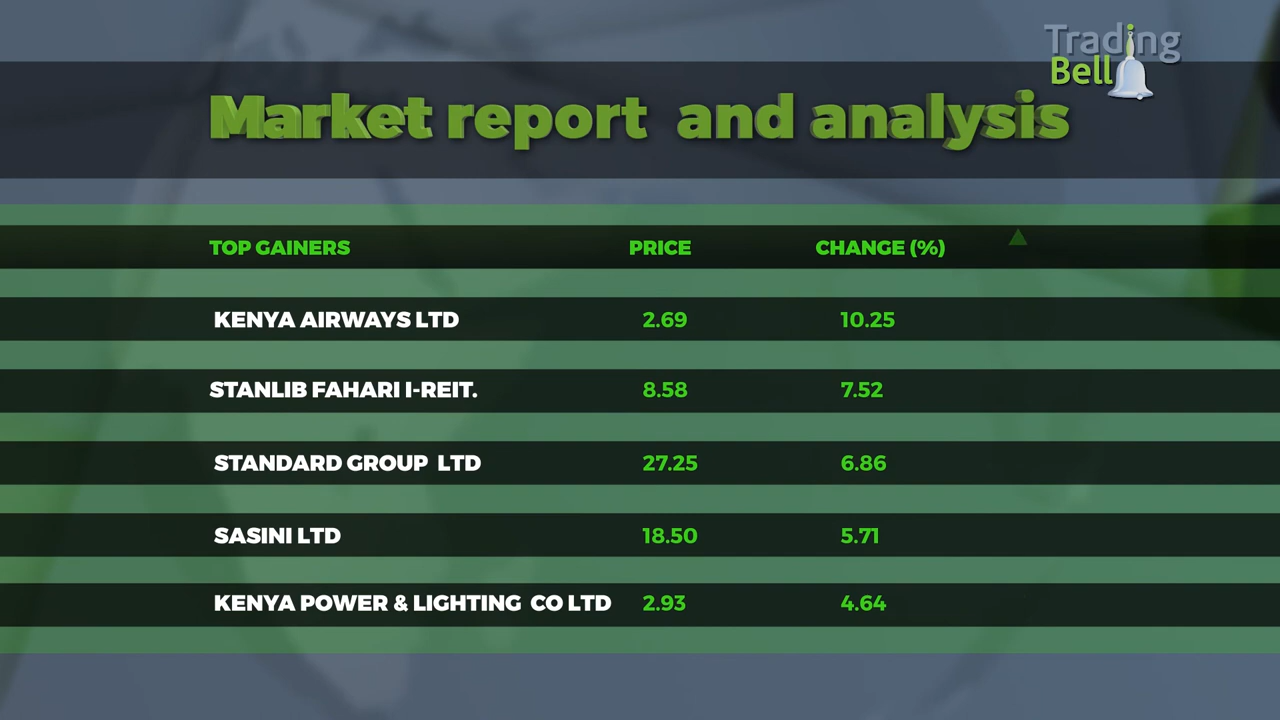 Trading
Bell
Market report and analysis
TOP GAINERS PRICE CHANGE (%)
KENYA AIRWAYS LTD 2.69 10.25
STANLIB FAHARI I-REIT. 8.58 7.52
STANDARD GROUP LTD 27.25 6.86
SASINI LTD 18.50 5.71
KENYA POWER & LIGHTING CO LTD 2.93 4.64